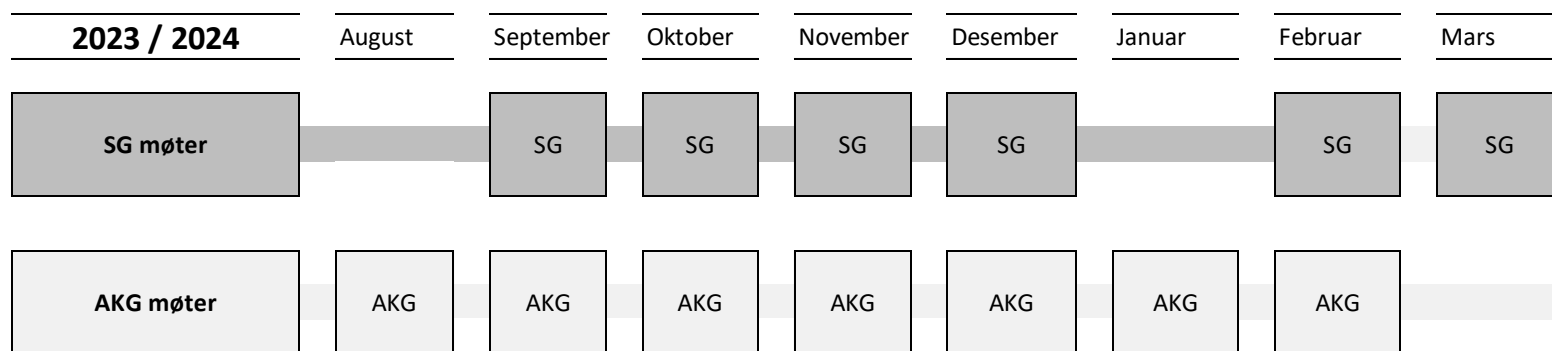 2023 / 2024 August September Oktober November Desember Januar Februar Mars
SG møter SG SG SG SG SG SG
AKG møter AKG AKG AKG AKG AKG AKG AKG